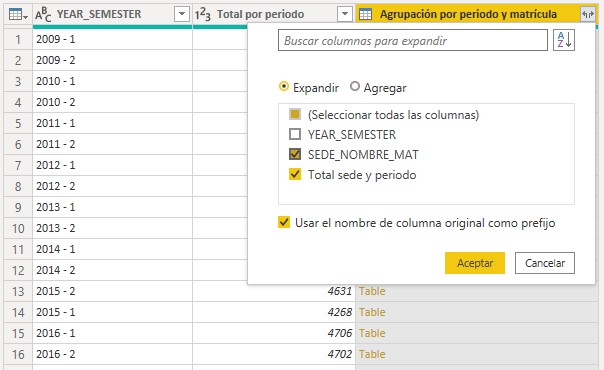 ABC YEAR_SEMESTER 123 Total por periodo Agrupación por periodo y matrícula
Buscar columnas para expandir AZ
Expandir Agregar
(Seleccionar todas las columnas)
YEAR_SEMESTER
SEDE_NOMBRE_MAT
Total sede y periodo
Usar el nombre de columna original como prefijo
Aceptar Cancelar
1 2009 - 1
2 2009 - 2
3 2010 - 1
4 2010 - 2
5 2011 - 1
6 2011 - 2
7 2012 - 1
8 2012 - 2
9 2013 - 1
10 2013 - 2
11 2014 - 1
12 2014 - 2
13 2015 - 2 4631 Table
14 2015 - 1 4268 Table
15 2016 - 1 4706 Table
16 2016 - 2 4702 Table